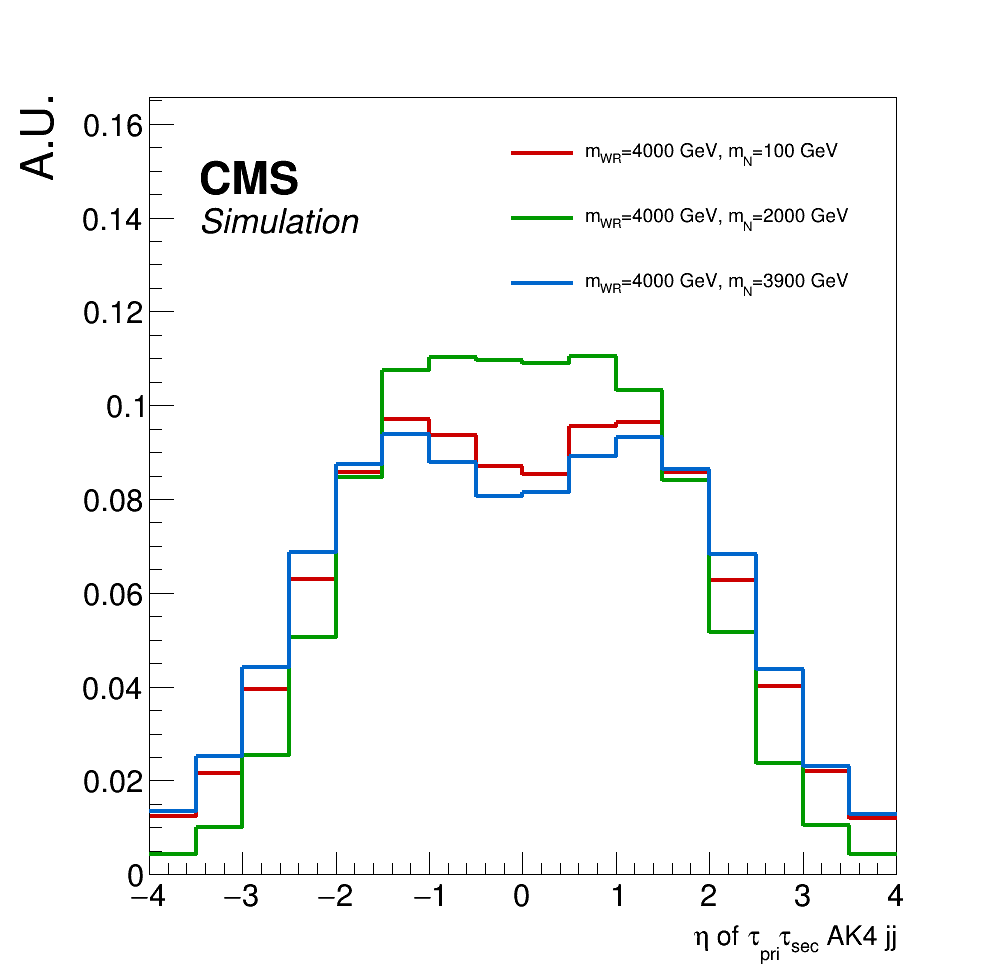 A.U.
0.16
0.14
0.12
0.1
0.08
0.06
0.04
0.02
0
CMS
Simulation
mWR=4000 GeV, mN=100 GeV
mWR=4000 GeV, mN=2000 GeV
mWR=4000 GeV, mN=3900 GeV
−4 −3 −2 −1 0 1 2 3 4
η of τpriτsec AK4 jj